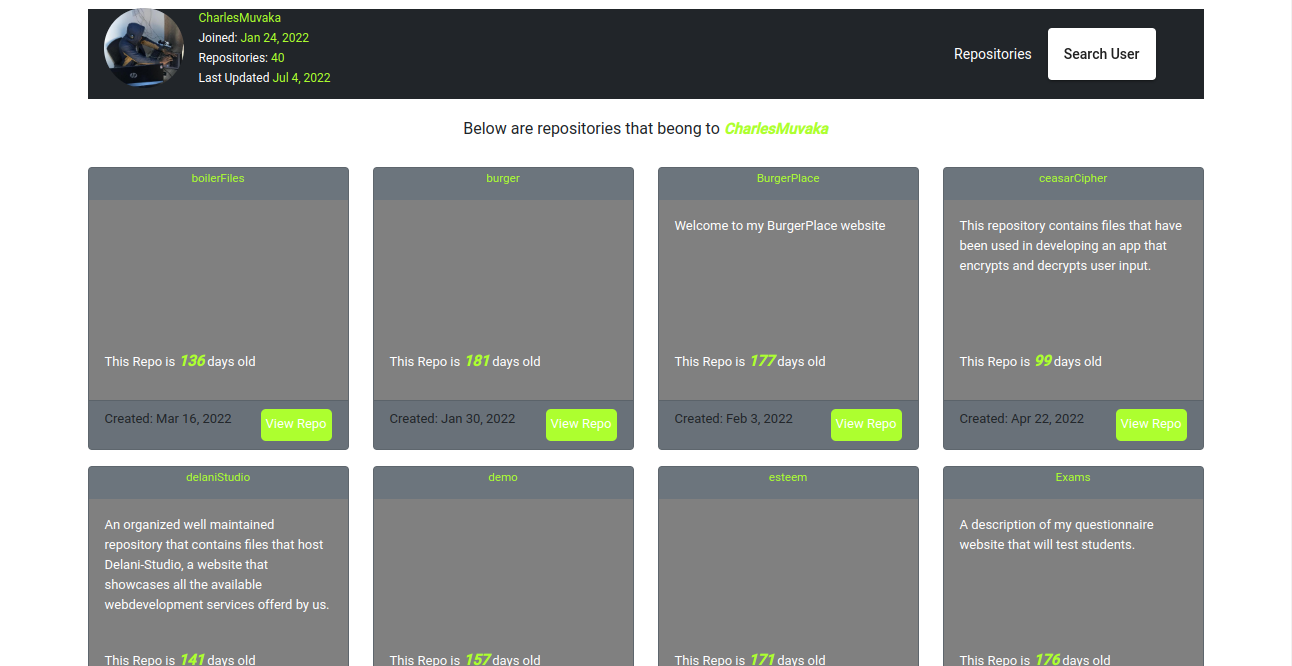 CharlesMuvaka
Joined: Jan 24, 2022
Repositories: 40
Last Updated Jul 4, 2022
Repositories
Search User
Below are repositories that beong to CharlesMuvaka
boilerFiles
This Repo is 136 days old
Created: Mar 16, 2022
View Repo
burger
This Repo is 181 days old
Created: Jan 30, 2022
View Repo
BurgerPlace
Welcome to my BurgerPlace website
This Repo is 177 days old
Created: Feb 3, 2022
View Repo
ceasarCipher
This repository contains files that have
been used in developing an app that
encrypts and decrypts user input.
This Repo is 99 days old
Created: Apr 22, 2022
View Repo
delaniStudio
An organized well maintained
repository that contains files that host
Delani-Studio, a website that
showcases all the available
webdevelopment services offerd by us.
This Repo is 141 days old
demo
This Repo is 157 days old
esteem
This Repo is 171 days old
Exams
A description of my questionnaire
website that will test students.
This Repo is 176 days old